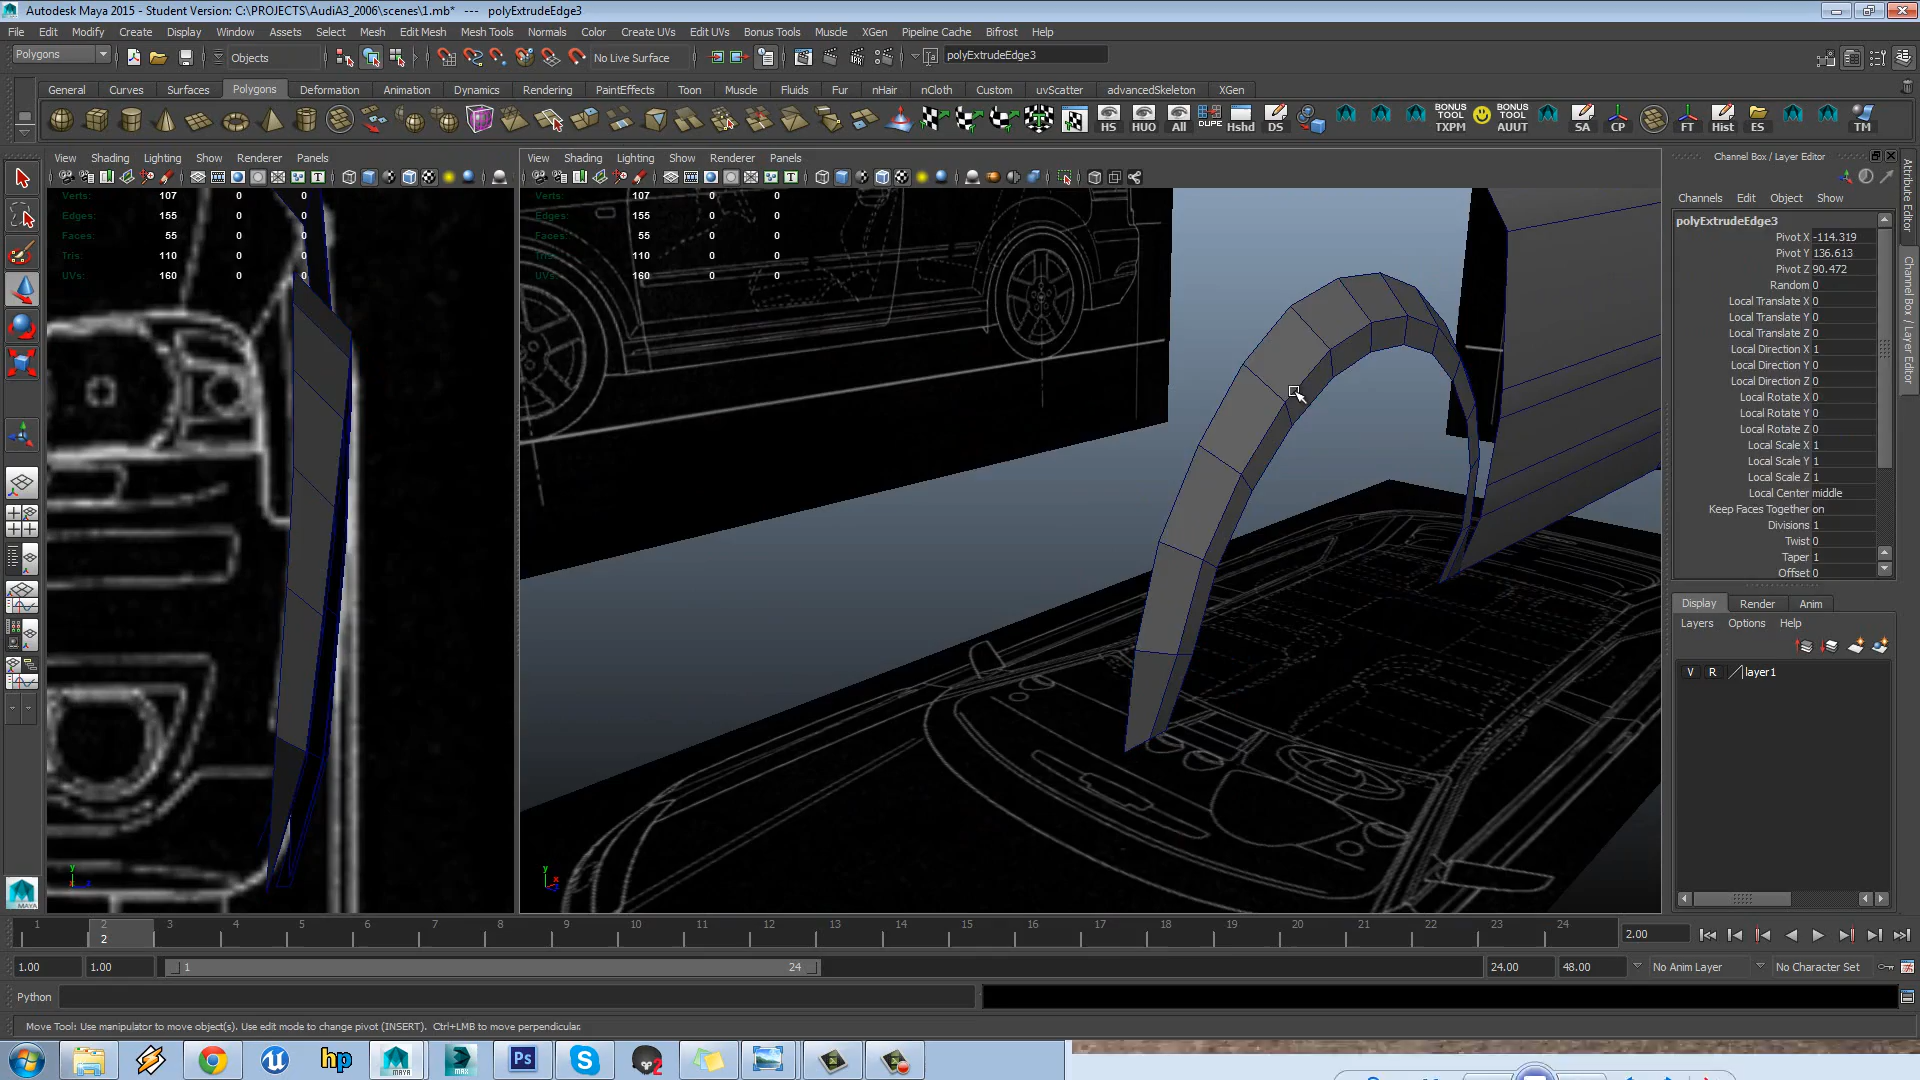 Autodesk Maya 2015 - Student Version: C:\PROJECTS\AudiA3_2006\scenes\1.mb* --- polyExtrudeEdge3
File Edit Modify Create Display Window Assets Select Mesh Edit Mesh Mesh Tools Normals Color Create UVs Edit UVs Bonus Tools Muscle XGen Pipeline Cache Bifrost Help
Polygons Objects No Live Surface polyExtrudeEdge3
General Curves Surfaces Polygons Deformation Animation Dynamics Rendering PaintEffects Toon Muscle Fluids Fur nHair nCloth Custom uvScatter advancedSkeleton XGen
HS HUO All DUPE Hshd DS BONUS TOOL TXPM BONUS TOOL AUUT SA CP FT Hist ES TM
View Shading Lighting Show Renderer Panels
View Shading Lighting Show Renderer Panels
Verts: 107 0 0
Edges: 155 0 0
Faces: 55 0 0
Tris: 110 0 0
UVs: 160 0 0
Verts: 107 0 0
Edges: 155 0 0
Faces: 55 0 0
Tris: 110 0 0
UVs: 160 0 0
Channel Box / Layer Editor
Channels Edit Object Show
polyExtrudeEdge3
Pivot X -114.319
Pivot Y 136.613
Pivot Z 90.472
Random 0
Local Translate X 0
Local Translate Y 0
Local Translate Z 0
Local Direction X 1
Local Direction Y 0
Local Direction Z 0
Local Rotate X 0
Local Rotate Y 0
Local Rotate Z 0
Local Scale X 1
Local Scale Y 1
Local Scale Z 1
Local Center middle
Keep Faces Together on
Divisions 1
Twist 0
Taper 1
Offset 0
Display Render Anim
Layers Options Help
V R layer1
Attribute Editor
Channel Box / Layer Editor
1 2 3 4 5 6 7 8 9 10 11 12 13 14 15 16 17 18 19 20 21 22 23 24
2
2.00
1.00 1.00 1 24 24.00 48.00 No Anim Layer No Character Set
Python
Move Tool: Use manipulator to move object(s). Use edit mode to change pivot (INSERT). Ctrl+LMB to move perpendicular.
hp MAYA MAX Ps S 2